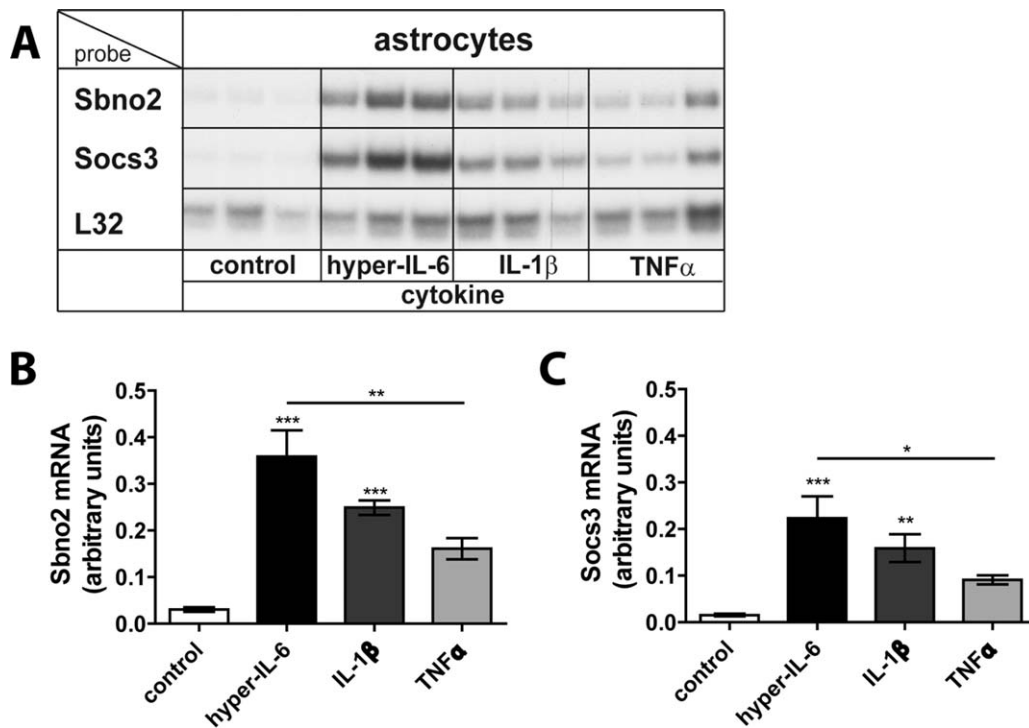 A
probe
astrocytes
Sbno2
Socs3
L32
control hyper-IL-6 IL-1β TNFα
cytokine
B
Sbno2 mRNA
(arbitrary units)
0.5
0.4
0.3
0.2
0.1
0.0
**
***
***
control
hyper-IL-6
IL-1β
TNFα
C
Socs3 mRNA
(arbitrary units)
0.5
0.4
0.3
0.2
0.1
0.0
*
***
**
control
hyper-IL-6
IL-1β
TNFα